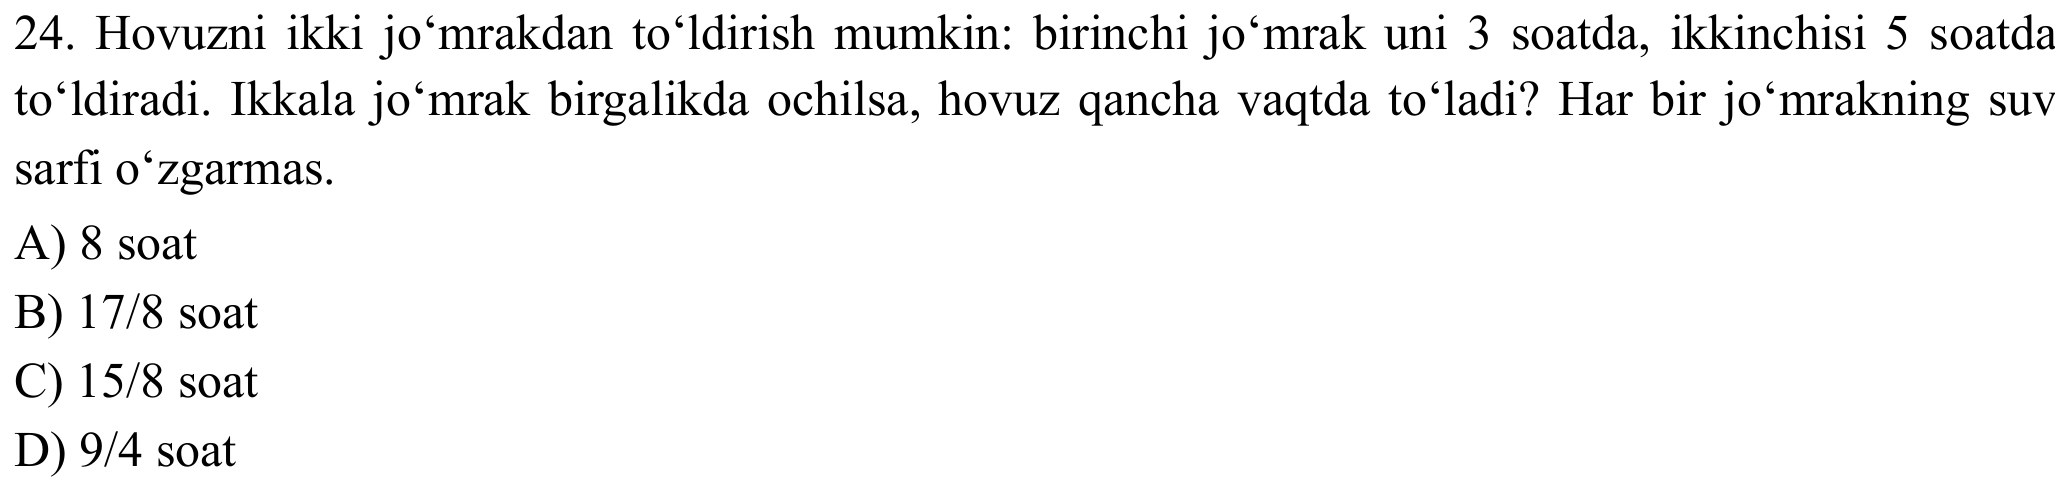 24. Hovuzni ikki jo‘mrakdan to‘ldirish mumkin: birinchi jo‘mrak uni 3 soatda, ikkinchisi 5 soatda
to‘ldiradi. Ikkala jo‘mrak birgalikda ochilsa, hovuz qancha vaqtda to‘ladi? Har bir jo‘mrakning suv
sarfi o‘zgarmas.
A) 8 soat
B) 17/8 soat
C) 15/8 soat
D) 9/4 soat